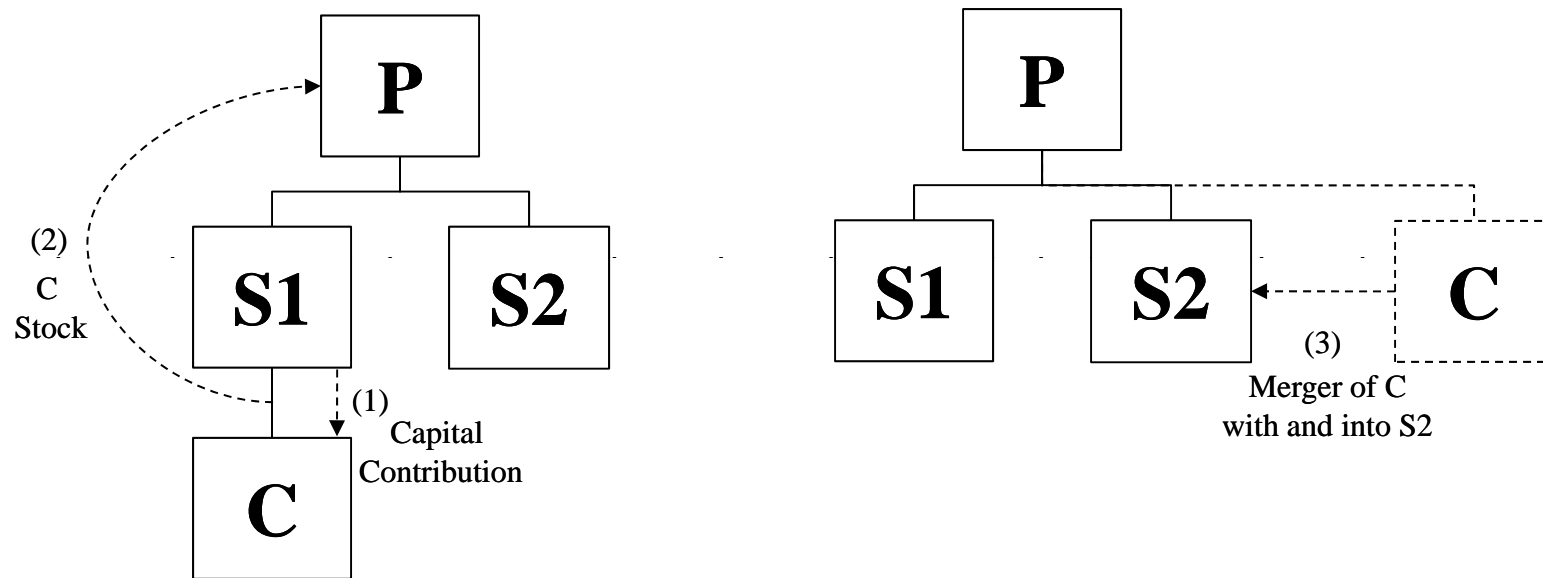 P
(2)
C
Stock
S1
S2
(1)
Capital
Contribution
C
P
S1
S2
C
(3)
Merger of C
with and into S2